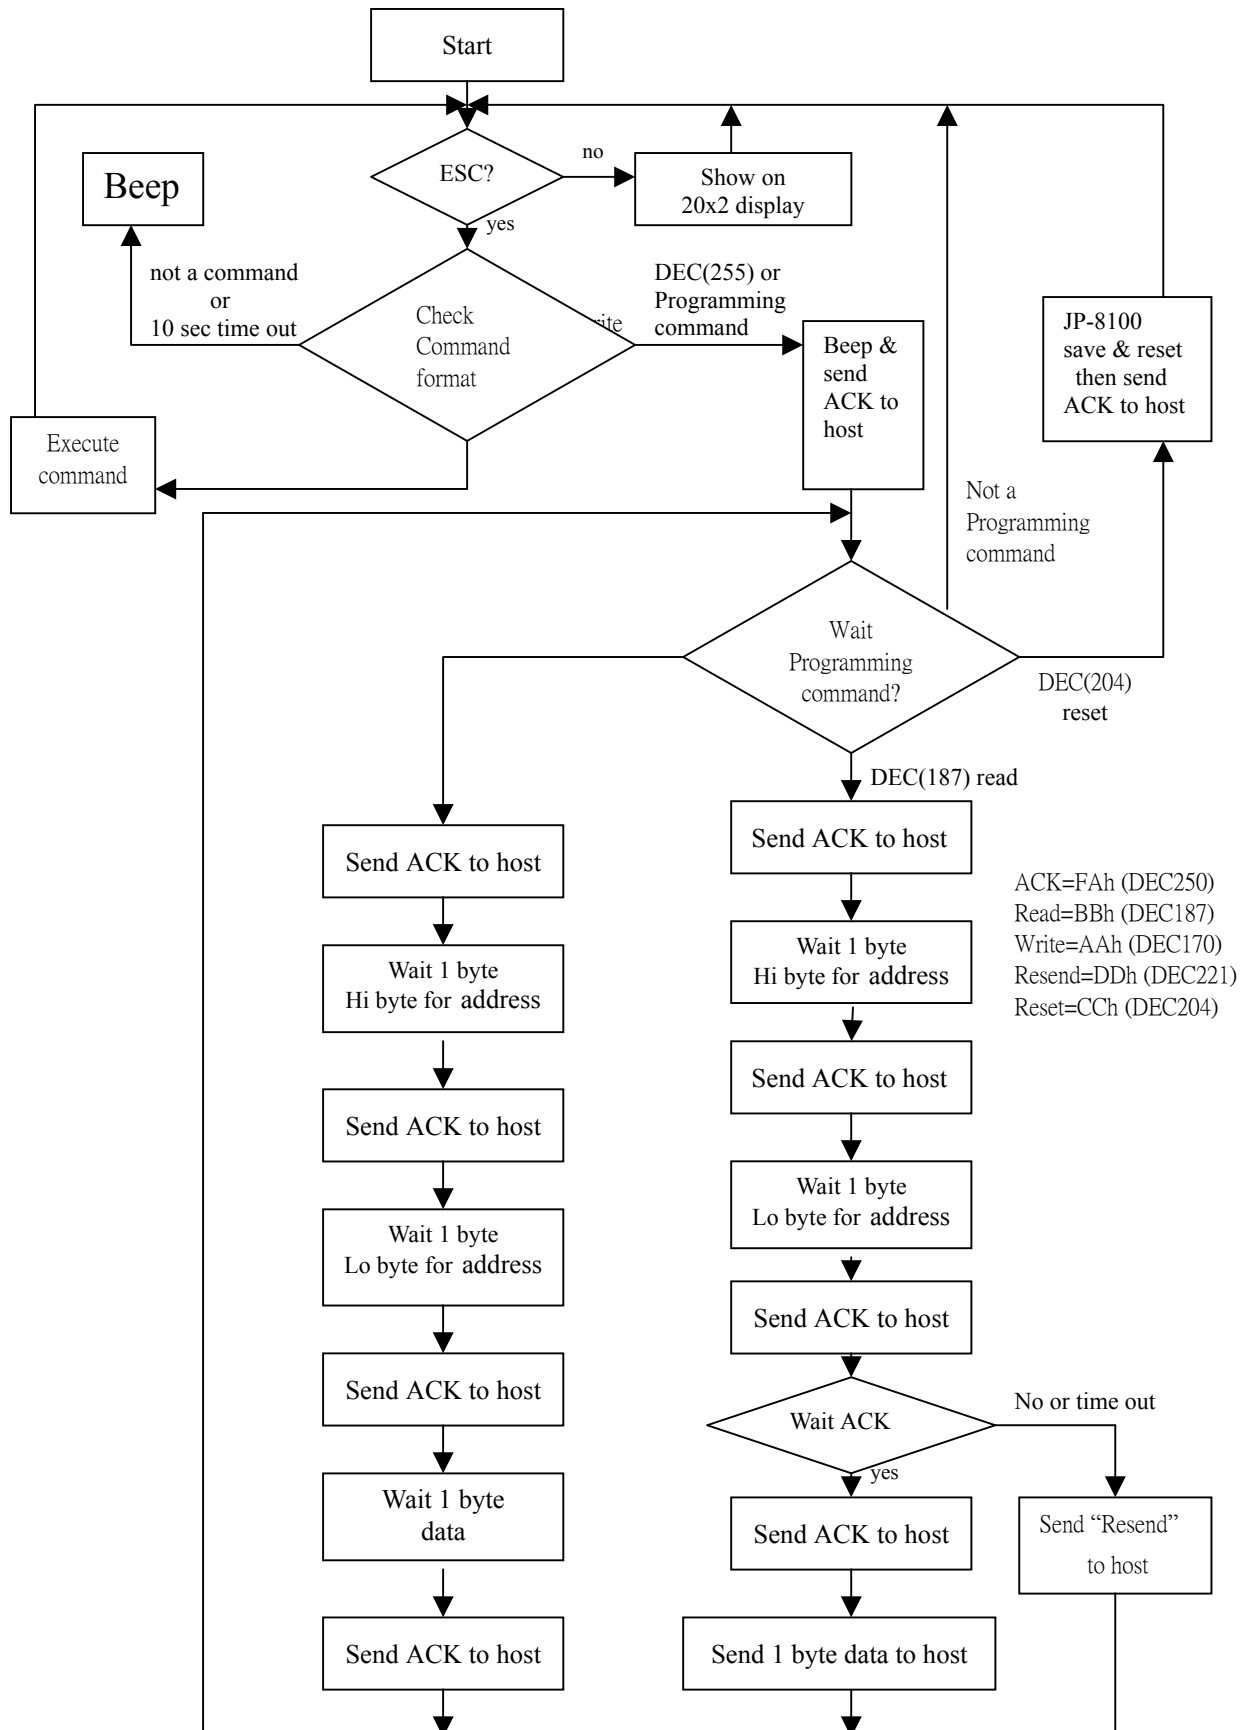 Start
ESC?
no
Show on
20x2 display
yes
Beep
not a command
or
10 sec time out
Check
Command
format
rite
DEC(255) or
Programming
command
Beep &
send
ACK to
host
JP-8100
save & reset
then send
ACK to host
Execute
command
Not a
Programming
command
Wait
Programming
command?
DEC(204)
reset
DEC(187) read
Send ACK to host
Wait 1 byte
Hi byte for address
Send ACK to host
Wait 1 byte
Lo byte for address
Send ACK to host
Wait 1 byte
data
Send ACK to host
Send ACK to host
Wait 1 byte
Hi byte for address
Send ACK to host
Wait 1 byte
Lo byte for address
Send ACK to host
Wait ACK
No or time out
yes
Send ACK to host
Send 1 byte data to host
Send “Resend”
to host
ACK=FAh (DEC250)
Read=BBh (DEC187)
Write=AAh (DEC170)
Resend=DDh (DEC221)
Reset=CCh (DEC204)